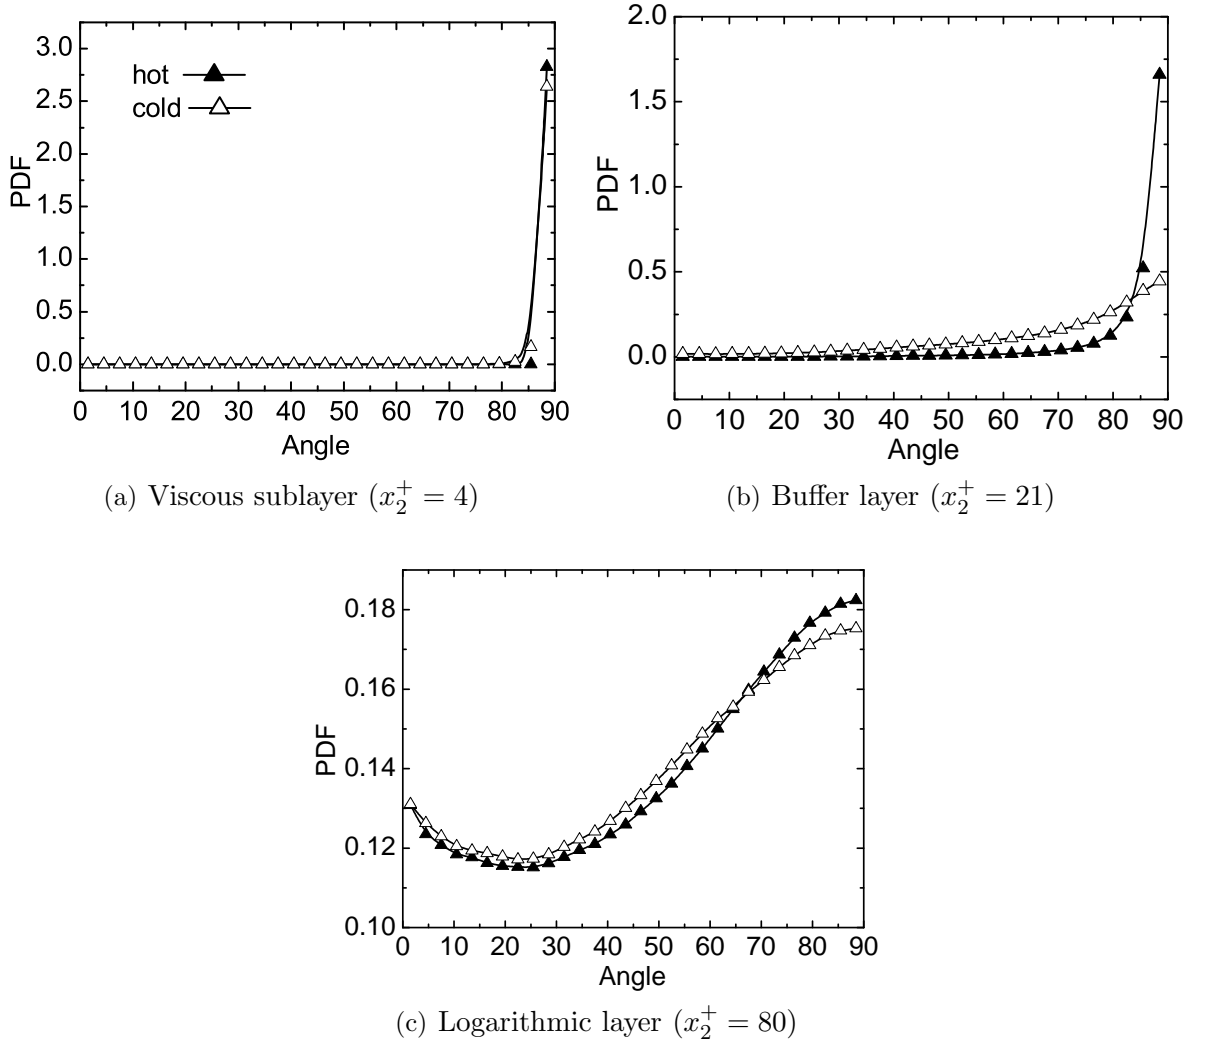 3.0
2.5
2.0
1.5
1.0
0.5
0.0
PDF
hot
cold
0 10 20 30 40 50 60 70 80 90
Angle
(a) Viscous sublayer (x₂⁺ = 4)
2.0
1.5
1.0
0.5
0.0
PDF
0 10 20 30 40 50 60 70 80 90
Angle
(b) Buffer layer (x₂⁺ = 21)
0.18
0.16
0.14
0.12
0.10
PDF
0 10 20 30 40 50 60 70 80 90
Angle
(c) Logarithmic layer (x₂⁺ = 80)